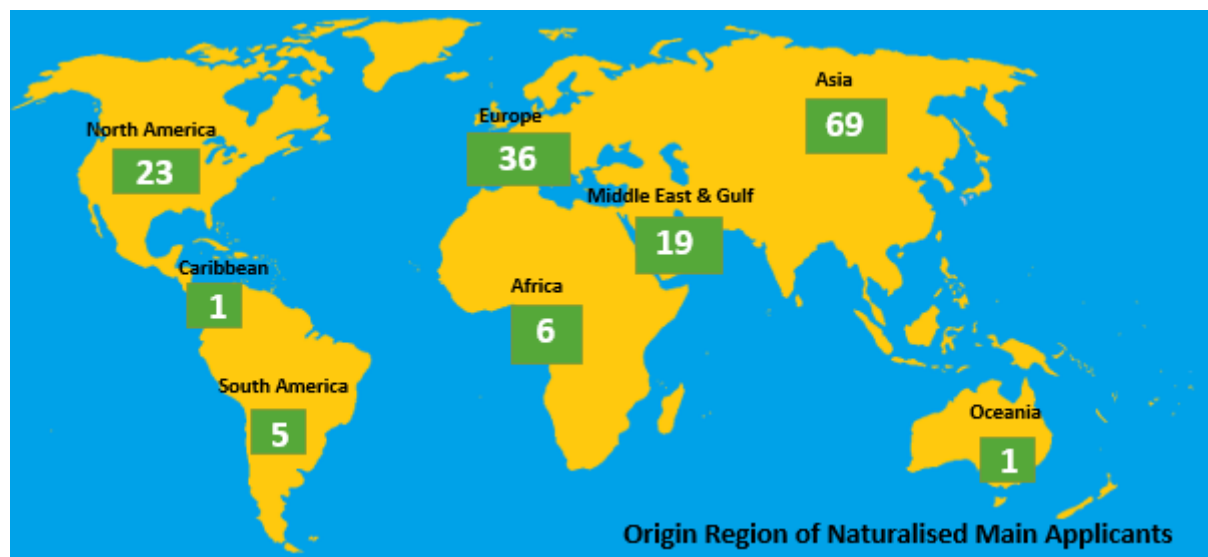 Asia
69
Europe
36
North America
23
Middle East & Gulf
19
Caribbean
1
Africa
6
South America
5
Oceania
1
Origin Region of Naturalised Main Applicants